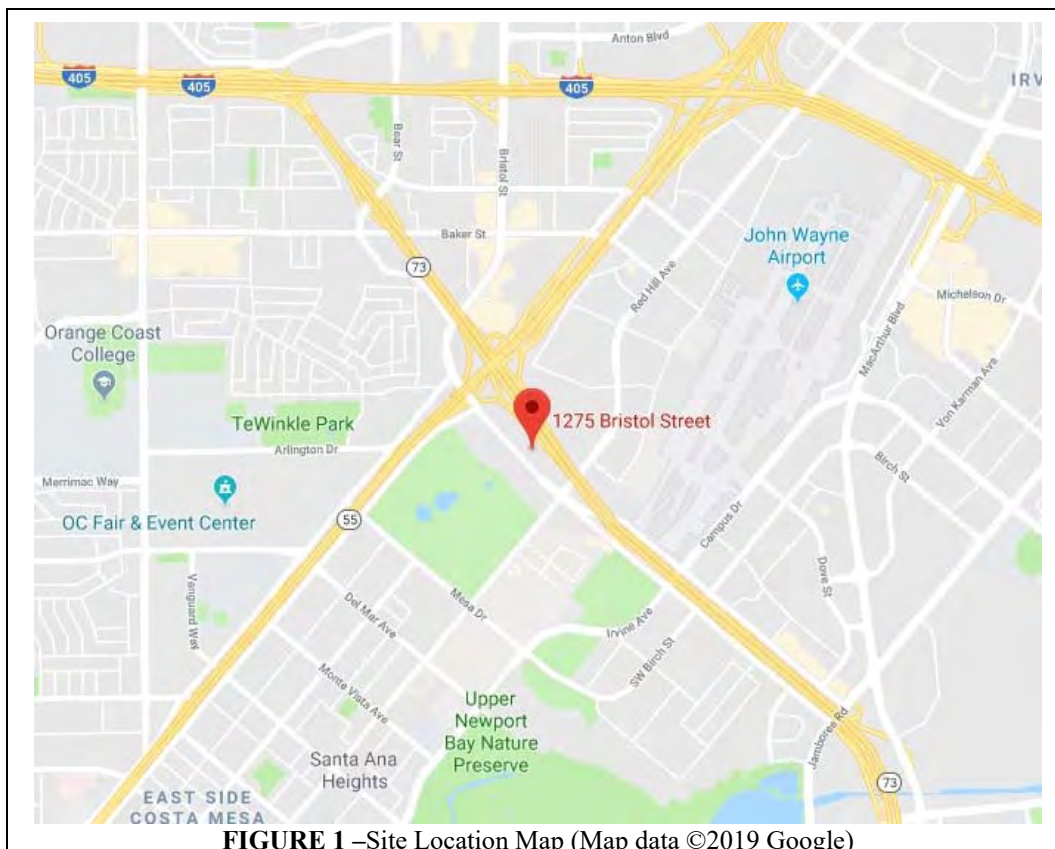 Anton Blvd
405
405
405
IRV
Bear St
Bristol St
Baker St
73
Red Hill Ave
John Wayne
Airport
MacArthur Blvd
Michelson Dr
Von Karman Ave
Orange Coast
College
TeWinkle Park
Arlington Dr
1275 Bristol Street
Birch St
Merrimac Way
OC Fair & Event Center
55
Campus Dr
Dove St
Vanguard Way
Del Mar Ave
Mesa Dr
Irvine Ave
SW Birch St
Monte Vista Ave
Upper
Newport
Bay Nature
Preserve
Jamboree Rd
Santa Ana
Heights
73
EAST SIDE
COSTA MESA
FIGURE 1 –Site Location Map (Map data ©2019 Google)